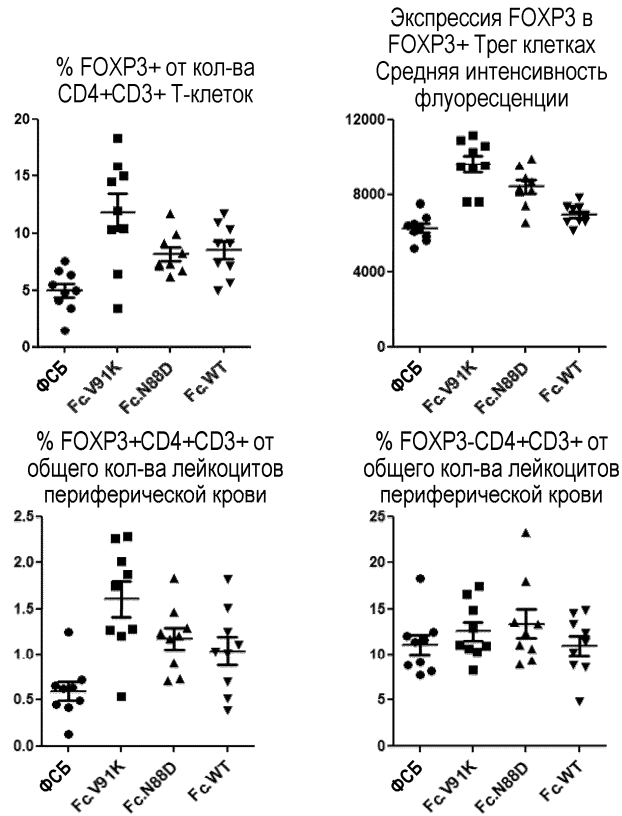 % FOXP3+ от кол-ва
CD4+CD3+ Т-клеток
20
15
10
5
0
ФСБ
Fc.V91K
Fc.N88D
Fc.WT
Экспрессия FOXP3 в
FOXP3+ Трег клетках
Средняя интенсивность
флуоресценции
12000
8000
4000
0
ФСБ
Fc.V91K
Fc.N88D
Fc.WT
% FOXP3+CD4+CD3+ от
общего кол-ва лейкоцитов
периферической крови
2.5
2.0
1.5
1.0
0.5
0.0
ФСБ
Fc.V91K
Fc.N88D
Fc.WT
% FOXP3-CD4+CD3+ от
общего кол-ва лейкоцитов
периферической крови
25
20
15
10
5
0
ФСБ
Fc.V91K
Fc.N88D
Fc.WT